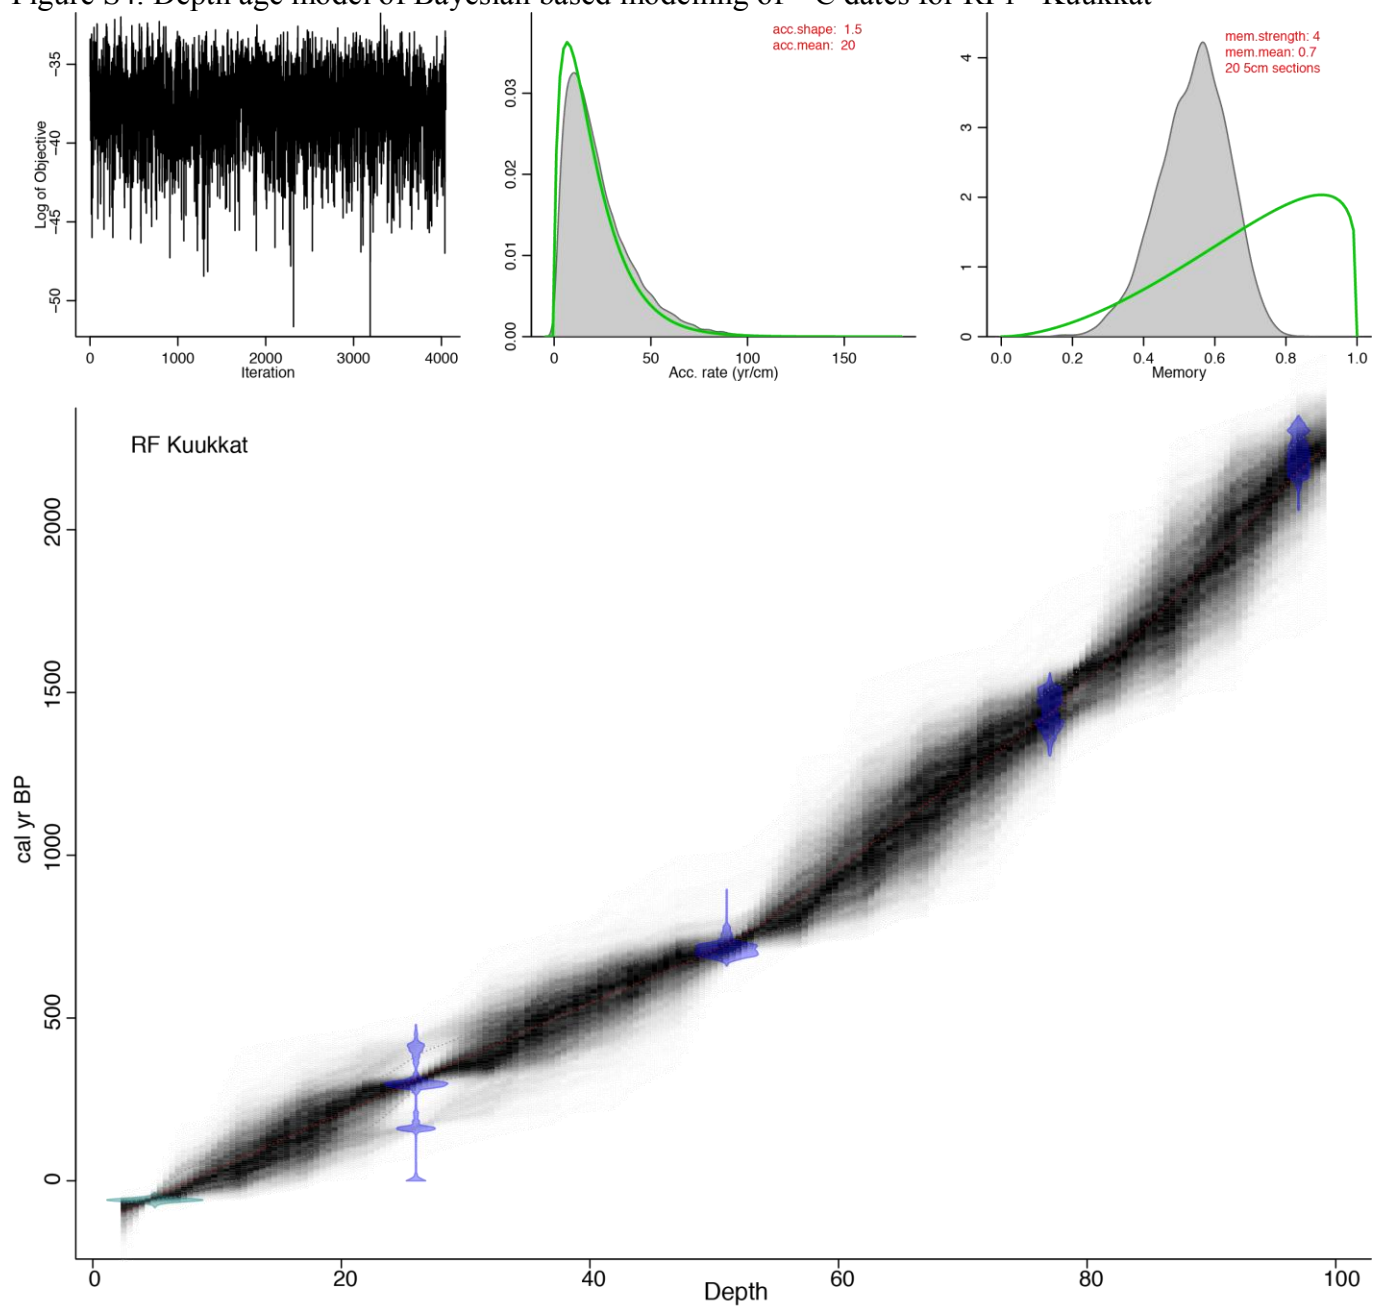 Figure S4. Depth age model of Bayesian based modelling of C dates for Kuukkat
Log of Objective
−35
−40
−45
−50
0 1000 2000 3000 4000
Iteration
acc.shape: 1.5
acc.mean: 20
0.03
0.02
0.01
0.00
0 50 100 150
Acc. rate (yr/cm)
mem.strength: 4
mem.mean: 0.7
20 5cm sections
4
3
2
1
0
0.0 0.2 0.4 0.6 0.8 1.0
Memory
RF Kuukkat
cal yr BP
2000
1500
1000
500
0
0 20 40 60 80 100
Depth